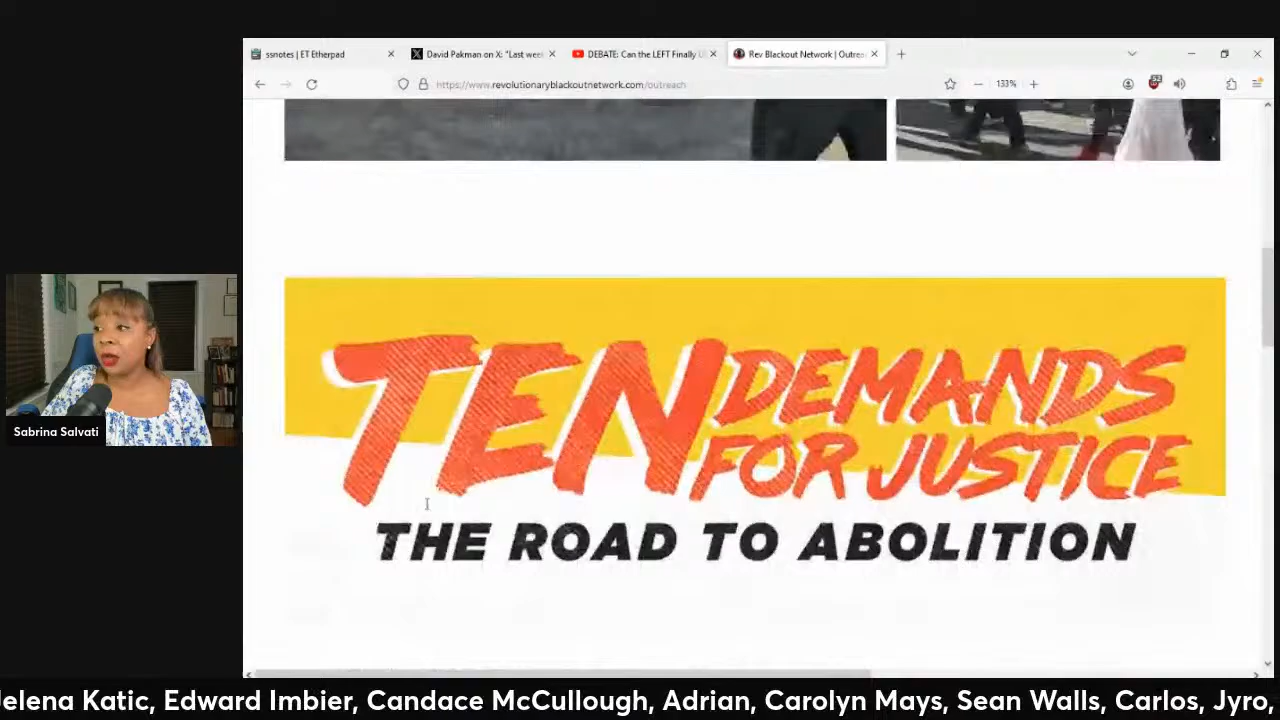 ssnotes | ET Etherpad
David Pakman on X: "Last wee
DEBATE: Can the LEFT Finally U
Rev Blackout Network | Outrea
https://www.revolutionaryblackoutnetwork.com/outreach
133%
TEN DEMANDS
FOR JUSTICE
THE ROAD TO ABOLITION
Sabrina Salvati
Jelena Katic, Edward Imbier, Candace McCullough, Adrian, Carolyn Mays, Sean Walls, Carlos, Jyro,